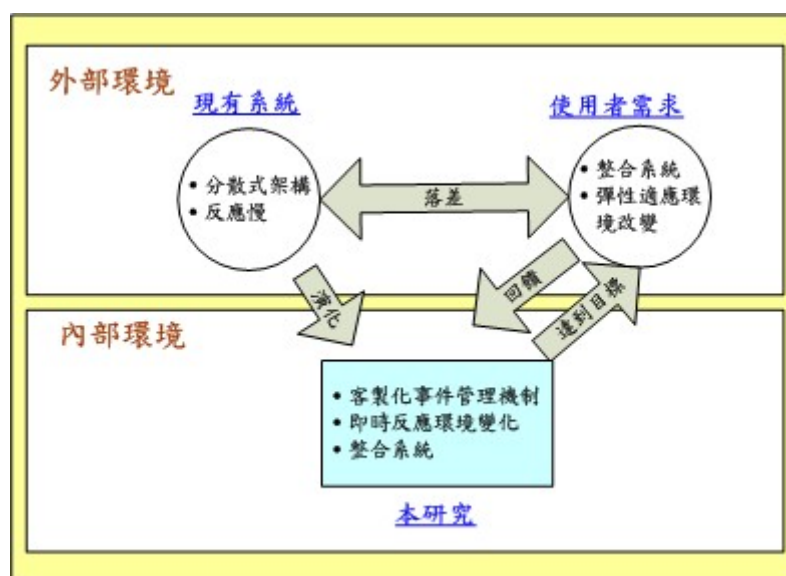 外部環境
現有系統
使用者需求
• 分散式架構
• 反應慢
落差
• 整合系統
• 彈性適應環
境改變
演化
回饋
達到目標
內部環境
• 客製化事件管理機制
• 即時反應環境變化
• 整合系統
本研究